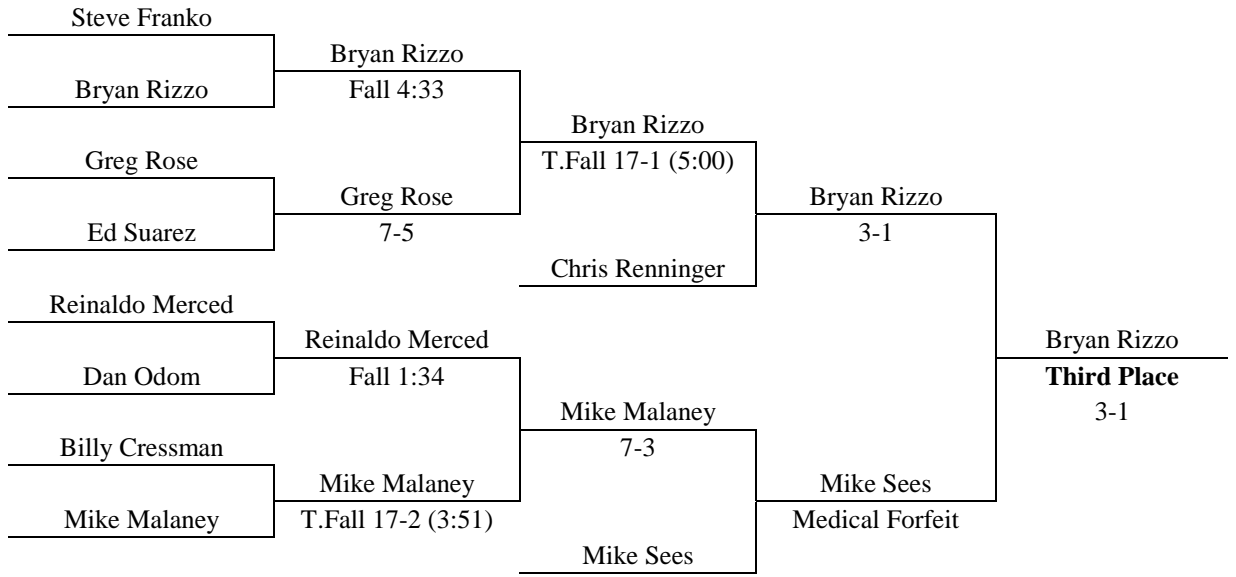 Steve Franko
Bryan Rizzo
Bryan Rizzo
Fall 4:33
Bryan Rizzo
T.Fall 17-1 (5:00)
Greg Rose
Greg Rose
Bryan Rizzo
Ed Suarez
7-5
3-1
Chris Renninger
Reinaldo Merced
Reinaldo Merced
Bryan Rizzo
Dan Odom
Fall 1:34
Third Place
Mike Malaney
3-1
Billy Cressman
7-3
Mike Malaney
Mike Sees
Mike Malaney
T.Fall 17-2 (3:51)
Medical Forfeit
Mike Sees